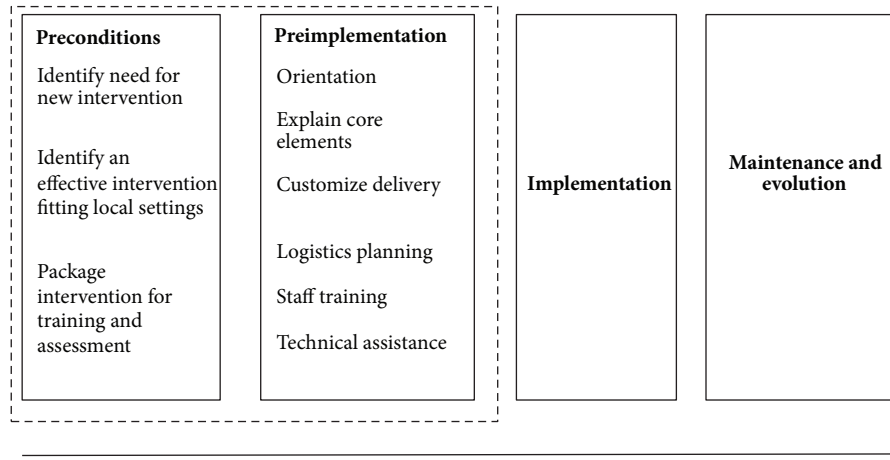 Preconditions
Identify need for
new intervention
Identify an
effective intervention
fitting local settings
Package
intervention for
training and
assessment
Preimplementation
Orientation
Explain core
elements
Customize delivery
Logistics planning
Staff training
Technical assistance
Implementation
Maintenance and
evolution